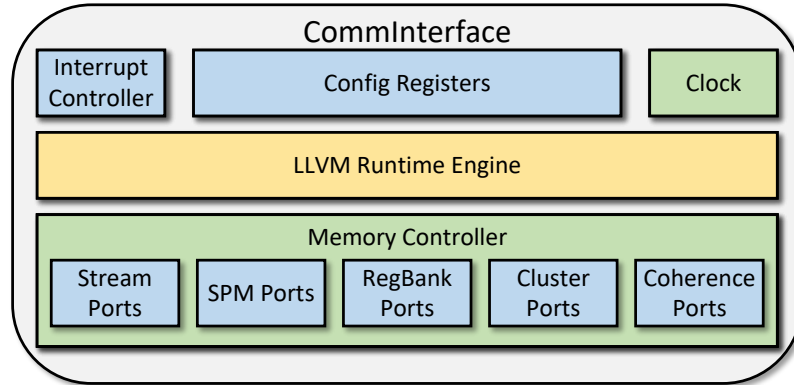 CommInterface
Interrupt
Controller
Config Registers
Clock
LLVM Runtime Engine
Memory Controller
Stream
Ports
SPM Ports
RegBank
Ports
Cluster
Ports
Coherence
Ports